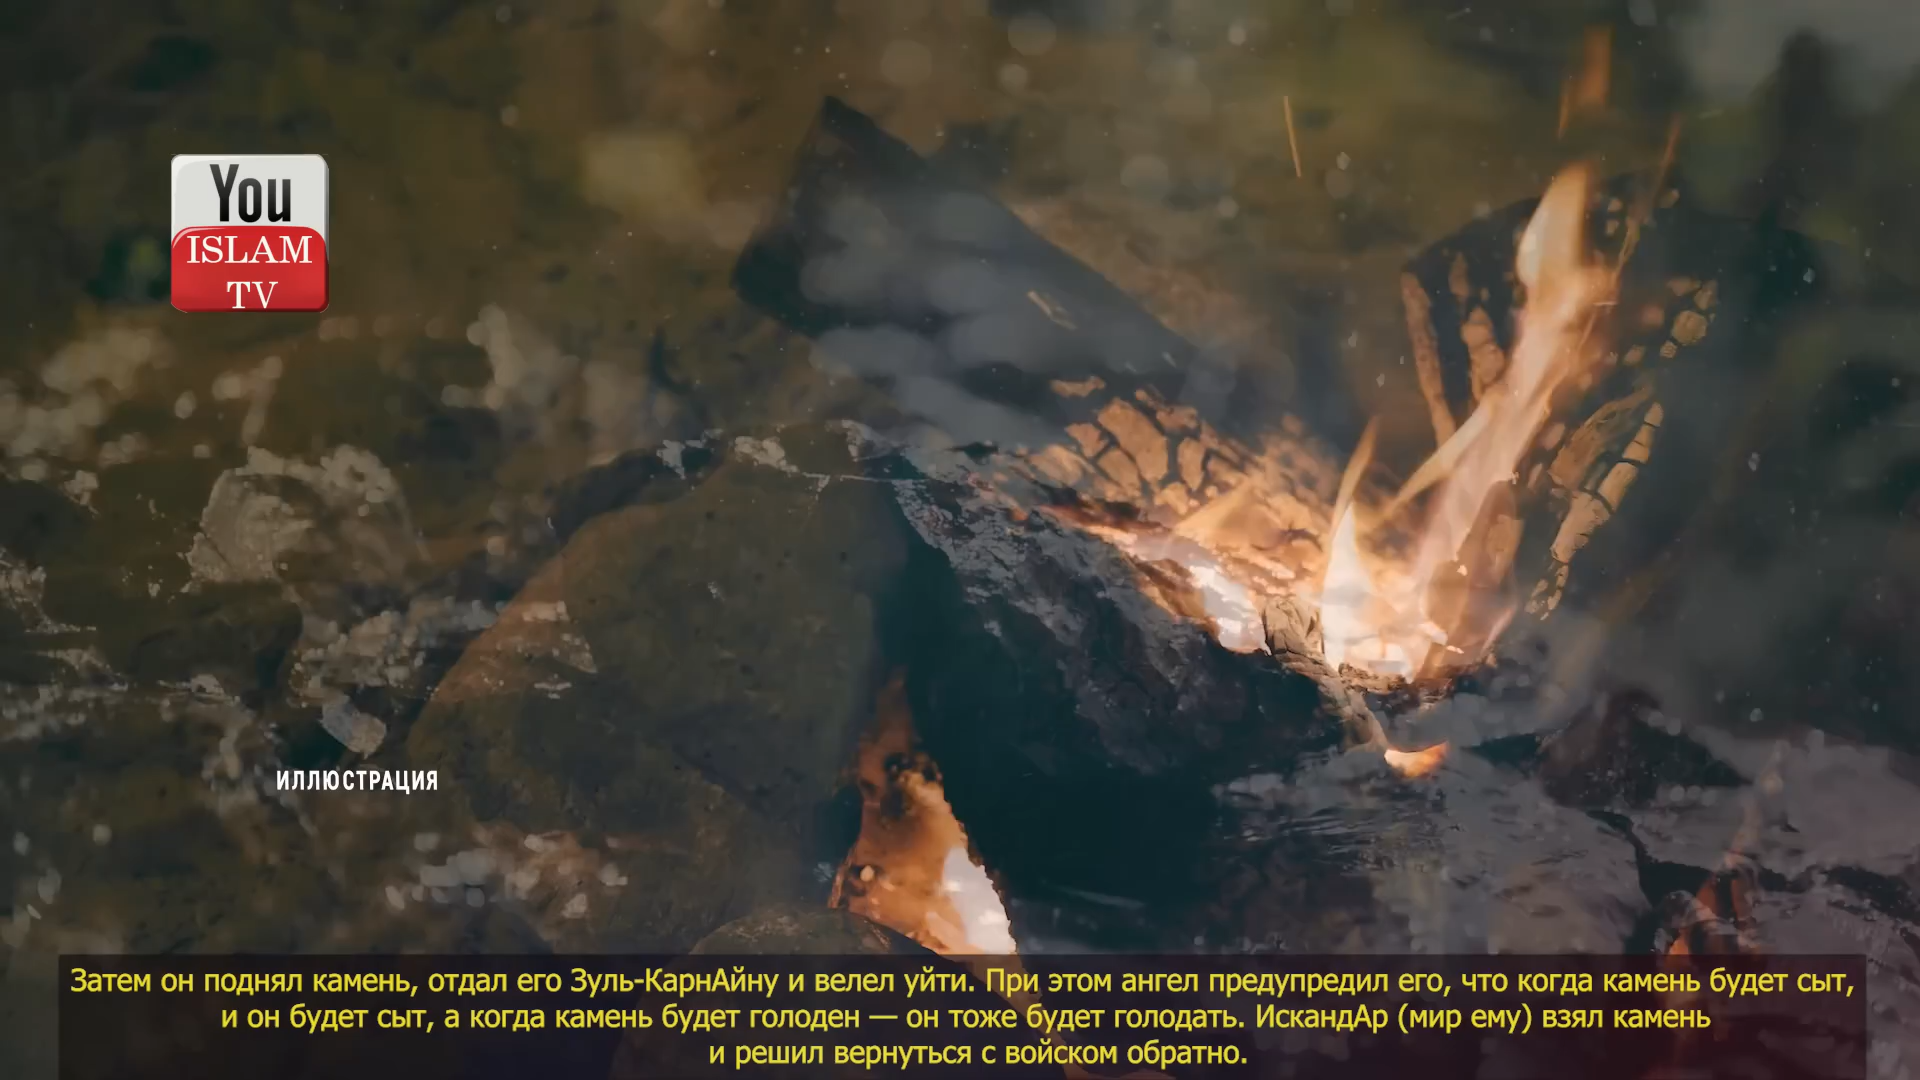 You
ISLAM
TV
ИЛЛЮСТРАЦИЯ
Затем он поднял камень, отдал его Зуль-КарнАйну и велел уйти. При этом ангел предупредил его, что когда камень будет сыт,
и он будет сыт, а когда камень будет голоден — он тоже будет голодать. ИскандАр (мир ему) взял камень
и решил вернуться с войском обратно.